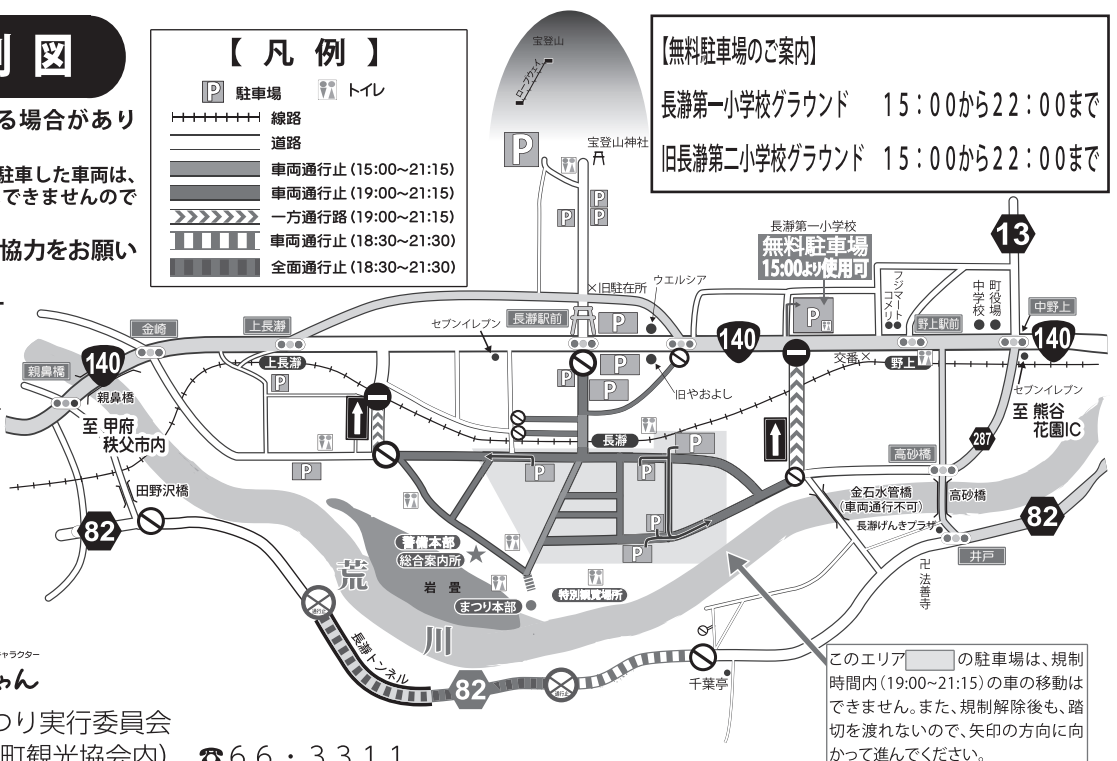 図
る場合があり
駐車した車両は、
できませんので
協力をお願い
【凡例】
P 駐車場 トイレ
線路
道路
車両通行止(15:00~21:15)
車両通行止(19:00~21:15)
一方通行路(19:00~21:15)
車両通行止(18:30~21:30)
全面通行止(18:30~21:30)
宝登山
ロープウェイ
宝登山神社
【無料駐車場のご案内】
長瀞第一小学校グラウンド 15:00から22:00まで
旧長瀞第二小学校グラウンド 15:00から22:00まで
長瀞第一小学校
無料駐車場
15:00より使用可
13
×旧駐在所
ウエルシア
セブンイレブン
長瀞駅前
金崎
上長瀞
上長瀞
140
140
140
フジマート
コメリ
野上駅前
中学校
町役場
中野上
交番×
野上
セブンイレブン
至 熊谷
花園IC
旧やおよし
長瀞
親鼻橋
親鼻橋
至 甲府
秩父市内
田野沢橋
82
287
高砂橋
高砂橋
金石水管橋
(車両通行不可)
長瀞げんきプラザ
82
井戸
卍法善寺
警備本部
総合案内所
岩畳
まつり本部
特別観覧場所
荒
川
通行止
長瀞トンネル
82
通行止
千葉亭
このエリア の駐車場は、規制
時間内(19:00~21:15)の車の移動は
できません。また、規制解除後も、踏
切を渡れないので、矢印の方向に向
かって進んでください。
キャラクター
ゃん
つり実行委員会
町観光協会内) ☎66・3311